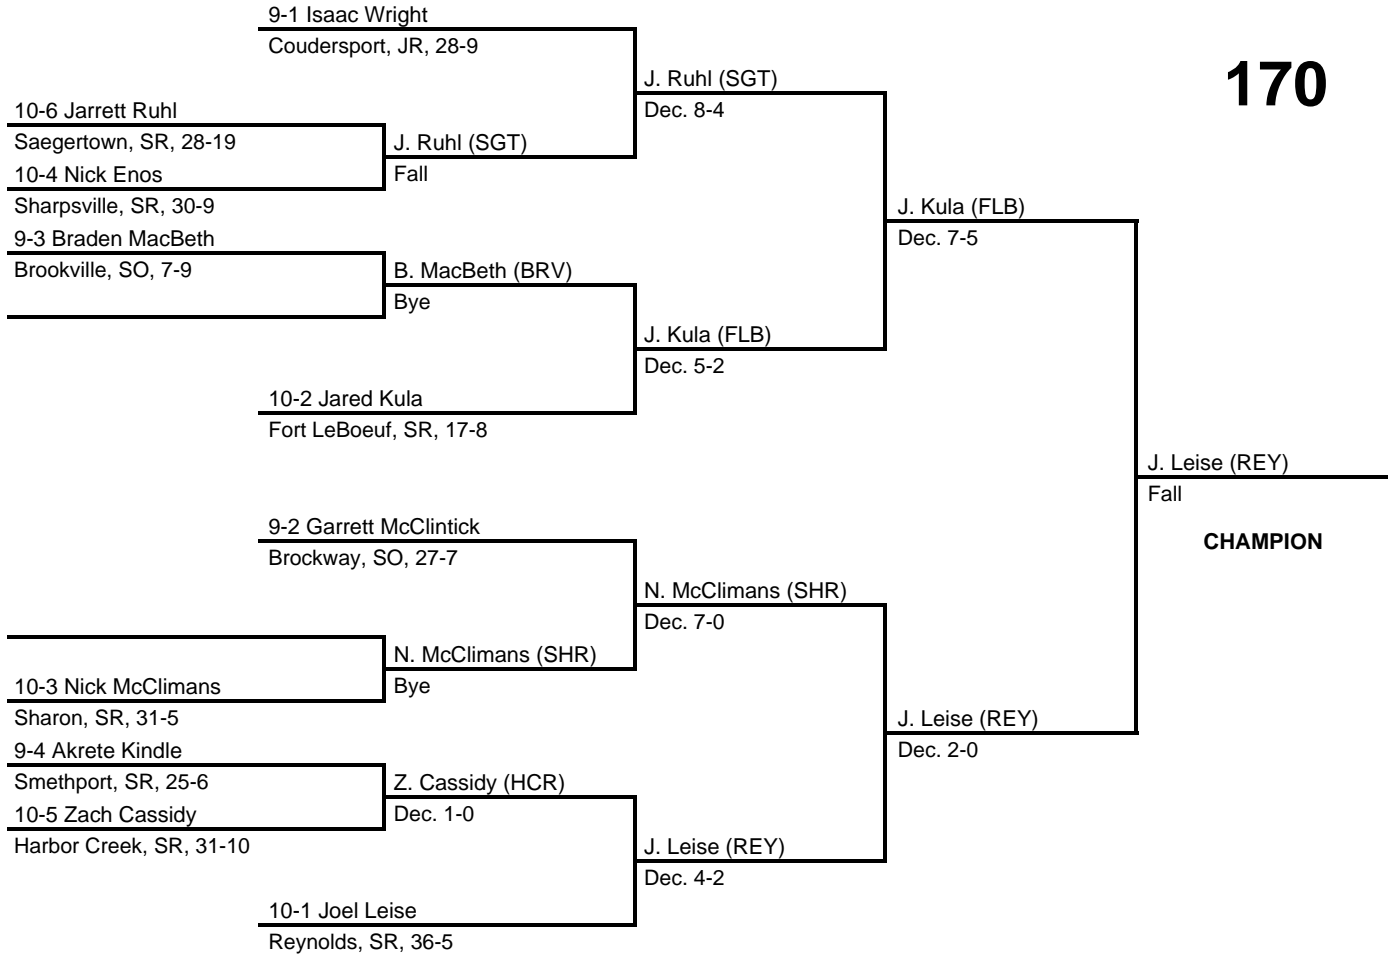 9-1 Isaac Wright
Coudersport, JR, 28-9
170
J. Ruhl (SGT)
Dec. 8-4
10-6 Jarrett Ruhl
Saegertown, SR, 28-19
J. Ruhl (SGT)
Fall
10-4 Nick Enos
Sharpsville, SR, 30-9
J. Kula (FLB)
Dec. 7-5
9-3 Braden MacBeth
Brookville, SO, 7-9
B. MacBeth (BRV)
Bye
J. Kula (FLB)
Dec. 5-2
10-2 Jared Kula
Fort LeBoeuf, SR, 17-8
J. Leise (REY)
Fall
CHAMPION
9-2 Garrett McClintick
Brockway, SO, 27-7
N. McClimans (SHR)
Dec. 7-0
N. McClimans (SHR)
Bye
10-3 Nick McClimans
Sharon, SR, 31-5
J. Leise (REY)
Dec. 2-0
9-4 Akrete Kindle
Smethport, SR, 25-6
Z. Cassidy (HCR)
Dec. 1-0
10-5 Zach Cassidy
Harbor Creek, SR, 31-10
J. Leise (REY)
Dec. 4-2
10-1 Joel Leise
Reynolds, SR, 36-5